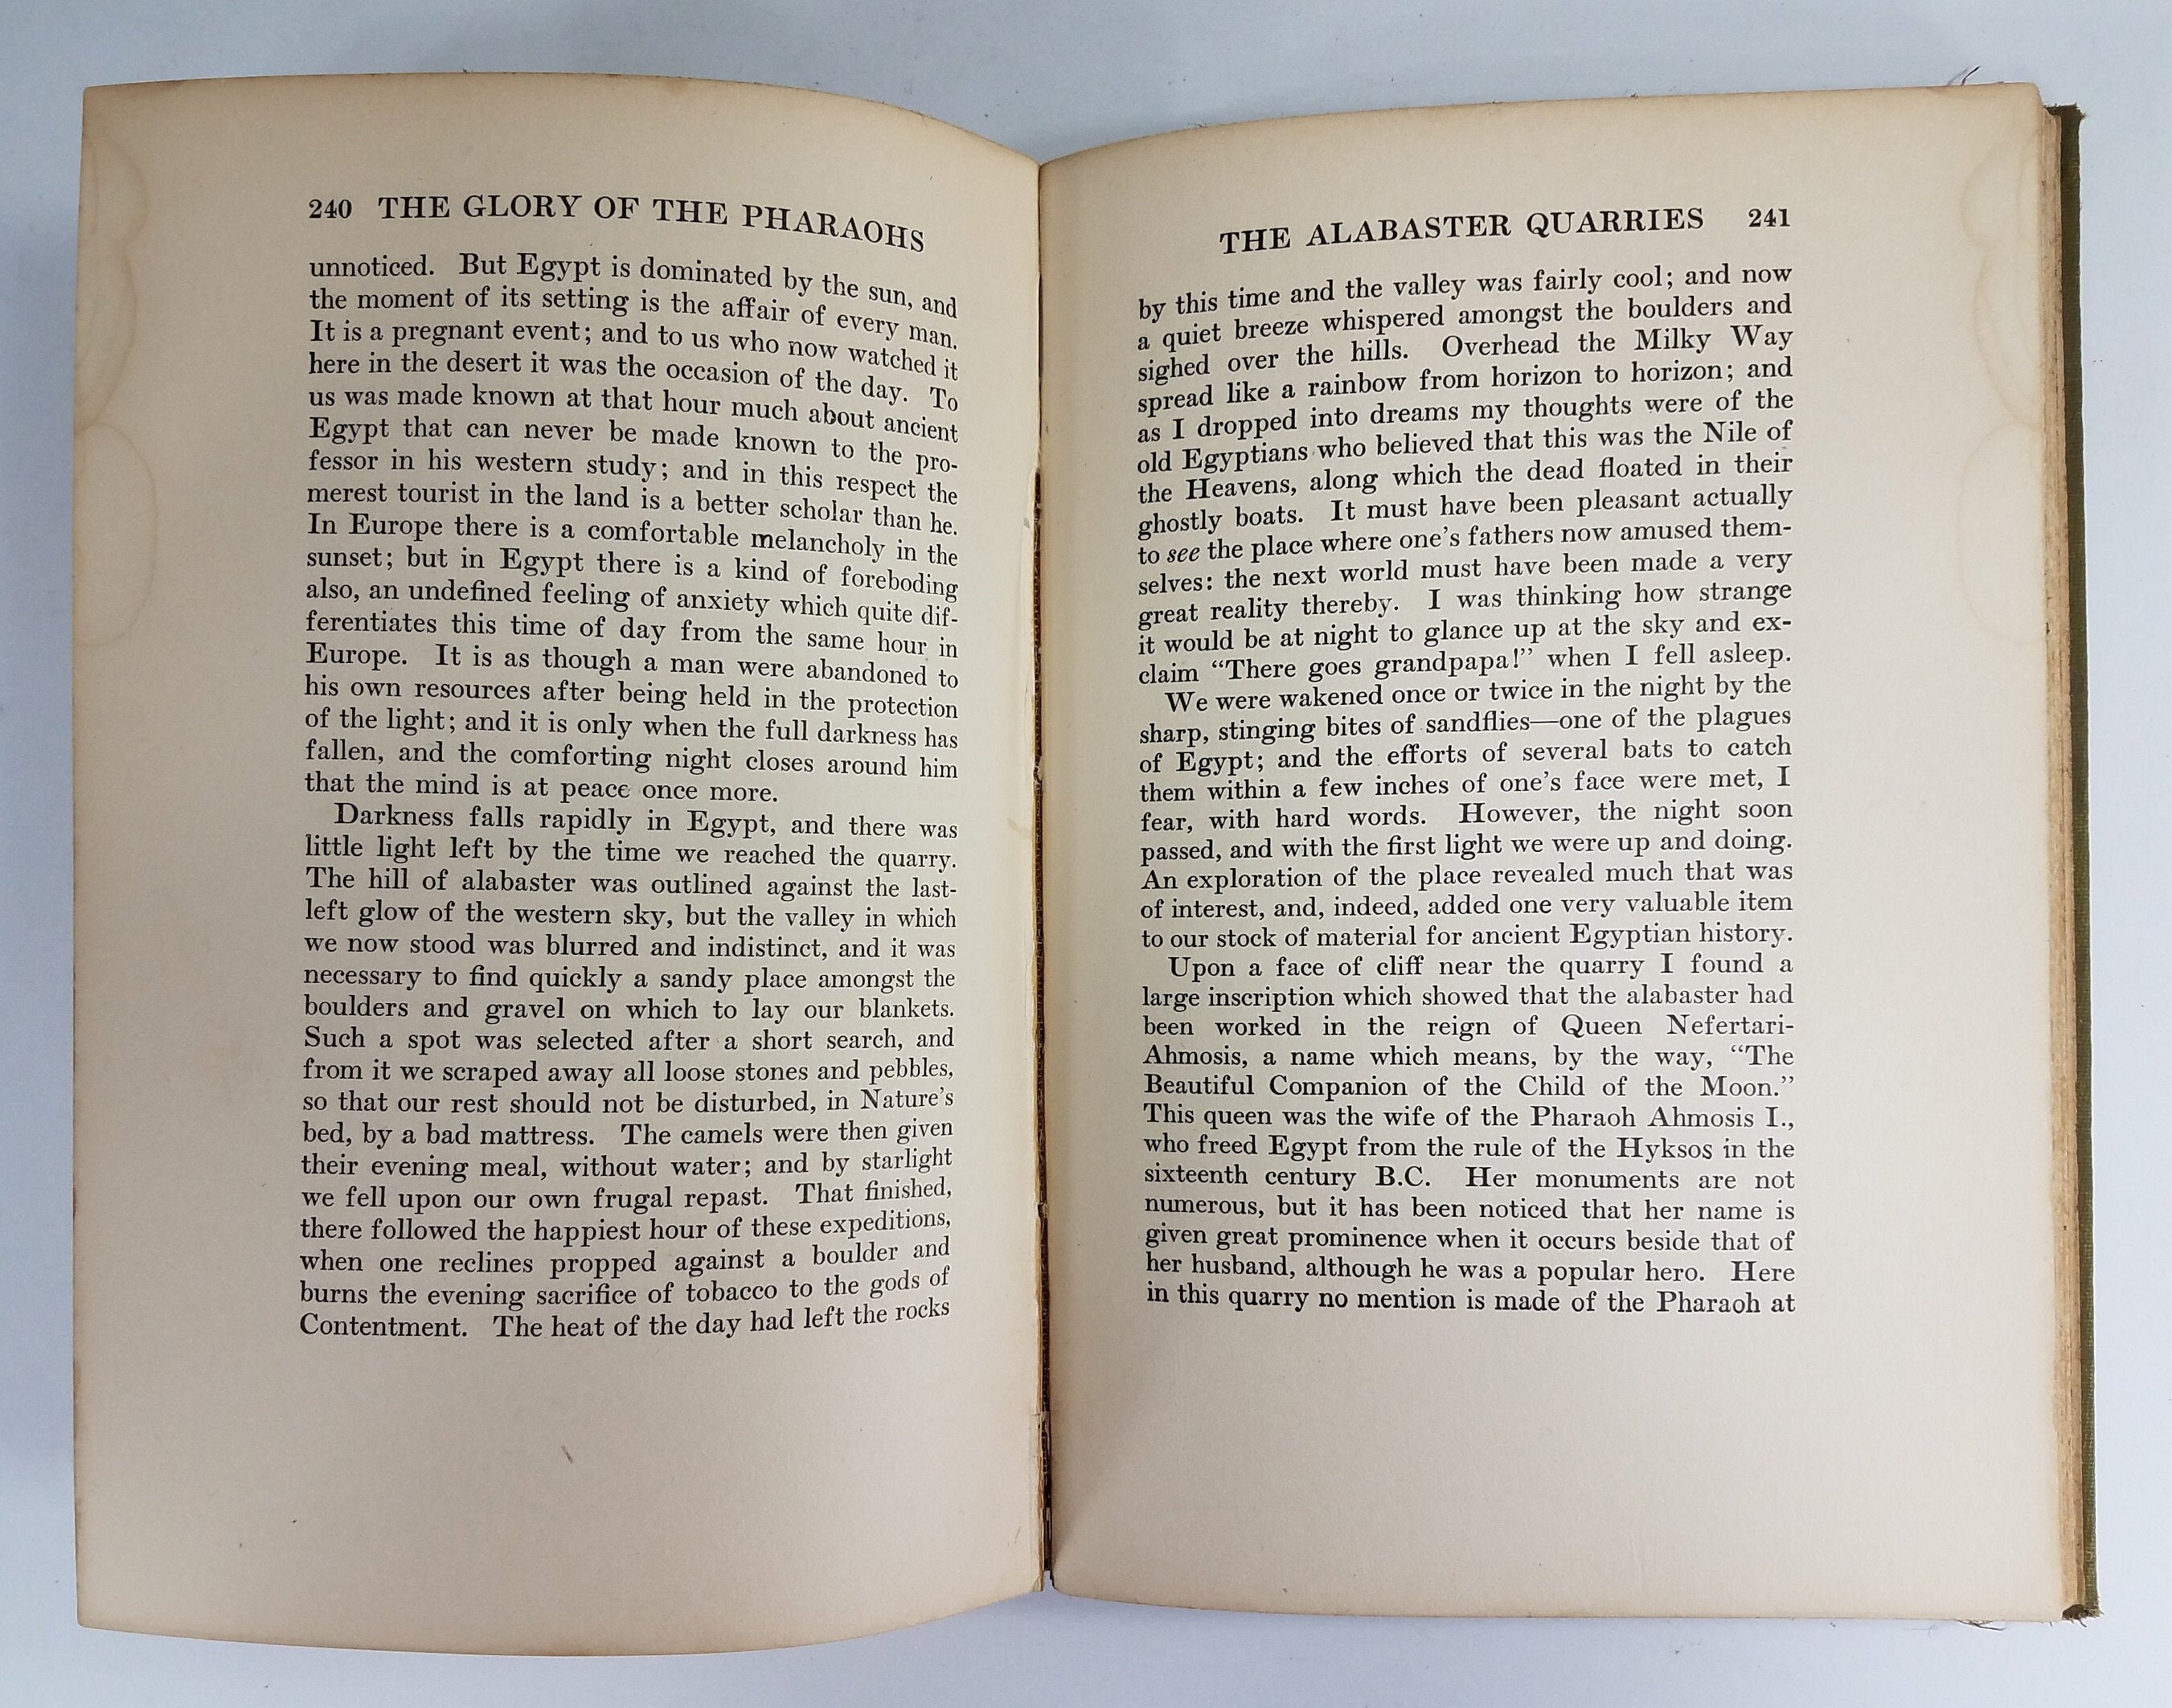 240 THE GLORY OF THE PHARAOHS
unnoticed. But Egypt is dominated by the sun, and
the moment of its setting is the affair of every man.
It is a pregnant event; and to us who now watched it
here in the desert it was the occasion of the day. To
us was made known at that hour much about ancient
Egypt that can never be made known to the pro-
fessor in his western study; and in this respect the
merest tourist in the land is a better scholar than he.
In Europe there is a comfortable melancholy in the
sunset; but in Egypt there is a kind of foreboding
also, an undefined feeling of anxiety which quite dif-
ferentiates this time of day from the same hour in
Europe. It is as though a man were abandoned to
his own resources after being held in the protection
of the light; and it is only when the full darkness has
fallen, and the comforting night closes around him
that the mind is at peace once more.
Darkness falls rapidly in Egypt, and there was
little light left by the time we reached the quarry.
The hill of alabaster was outlined against the last-
left glow of the western sky, but the valley in which
we now stood was blurred and indistinct, and it was
necessary to find quickly a sandy place amongst the
boulders and gravel on which to lay our blankets.
Such a spot was selected after a short search, and
from it we scraped away all loose stones and pebbles,
so that our rest should not be disturbed, in Nature's
bed, by a bad mattress. The camels were then given
their evening meal, without water; and by starlight
we fell upon our own frugal repast. That finished,
there followed the happiest hour of these expeditions,
when one reclines propped against a boulder and
burns the evening sacrifice of tobacco to the gods of
Contentment. The heat of the day had left the rocks
THE ALABASTER QUARRIES 241
by this time and the valley was fairly cool; and now
a quiet breeze whispered amongst the boulders and
sighed over the hills. Overhead the Milky Way
spread like a rainbow from horizon to horizon; and
as I dropped into dreams my thoughts were of the
old Egyptians who believed that this was the Nile of
the Heavens, along which the dead floated in their
ghostly boats. It must have been pleasant actually
to see the place where one's fathers now amused them-
selves: the next world must have been made a very
great reality thereby. I was thinking how strange
it would be at night to glance up at the sky and ex-
claim "There goes grandpapa!" when I fell asleep.
We were wakened once or twice in the night by the
sharp, stinging bites of sandflies—one of the plagues
of Egypt; and the efforts of several bats to catch
them within a few inches of one's face were met, I
fear, with hard words. However, the night soon
passed, and with the first light we were up and doing.
An exploration of the place revealed much that was
of interest, and, indeed, added one very valuable item
to our stock of material for ancient Egyptian history.
Upon a face of cliff near the quarry I found a
large inscription which showed that the alabaster had
been worked in the reign of Queen Nefertari-
Ahmosis, a name which means, by the way, "The
Beautiful Companion of the Child of the Moon."
This queen was the wife of the Pharaoh Ahmosis I.,
who freed Egypt from the rule of the Hyksos in the
sixteenth century B.C. Her monuments are not
numerous, but it has been noticed that her name is
given great prominence when it occurs beside that of
her husband, although he was a popular hero. Here
in this quarry no mention is made of the Pharaoh at